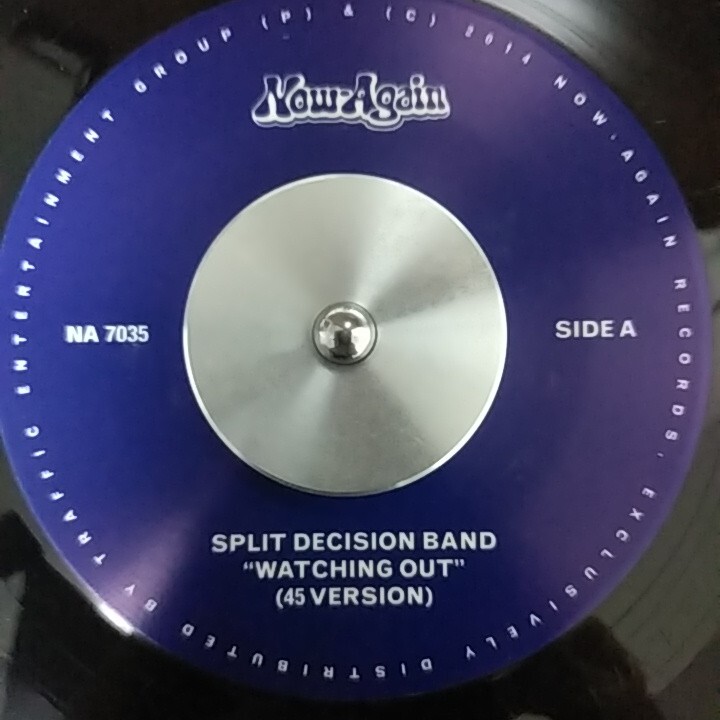 Now-Again
NA 7035
SIDE A
SPLIT DECISION BAND
"WATCHING OUT"
(45 VERSION)
(P) & (C) 2014 NOW-AGAIN RECORDS, EXCLUSIVELY DISTRIBUTED BY TRAFFIC ENTERTAINMENT GROUP